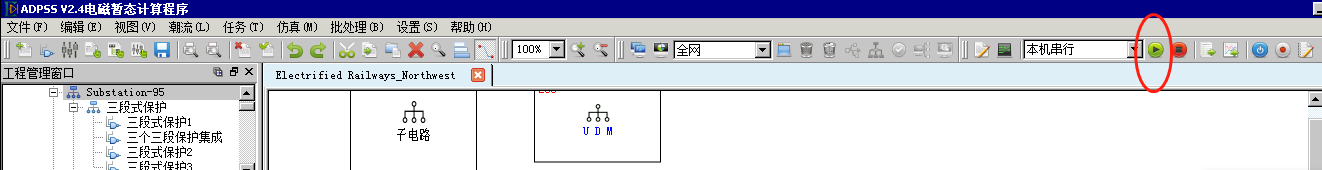 ADPSS V2.4电磁暂态计算程序
文件(F) 编辑(E) 视图(V) 潮流(L) 任务(T) 仿真(M) 批处理(B) 设置(S) 帮助(H)
100% 全网 本机串行
工程管理窗口
Electrified Railways_Northwest
Substation-95
三段式保护
三段式保护1
三个三段保护集成
三段式保护2
三段式保护3
子电路
U D M